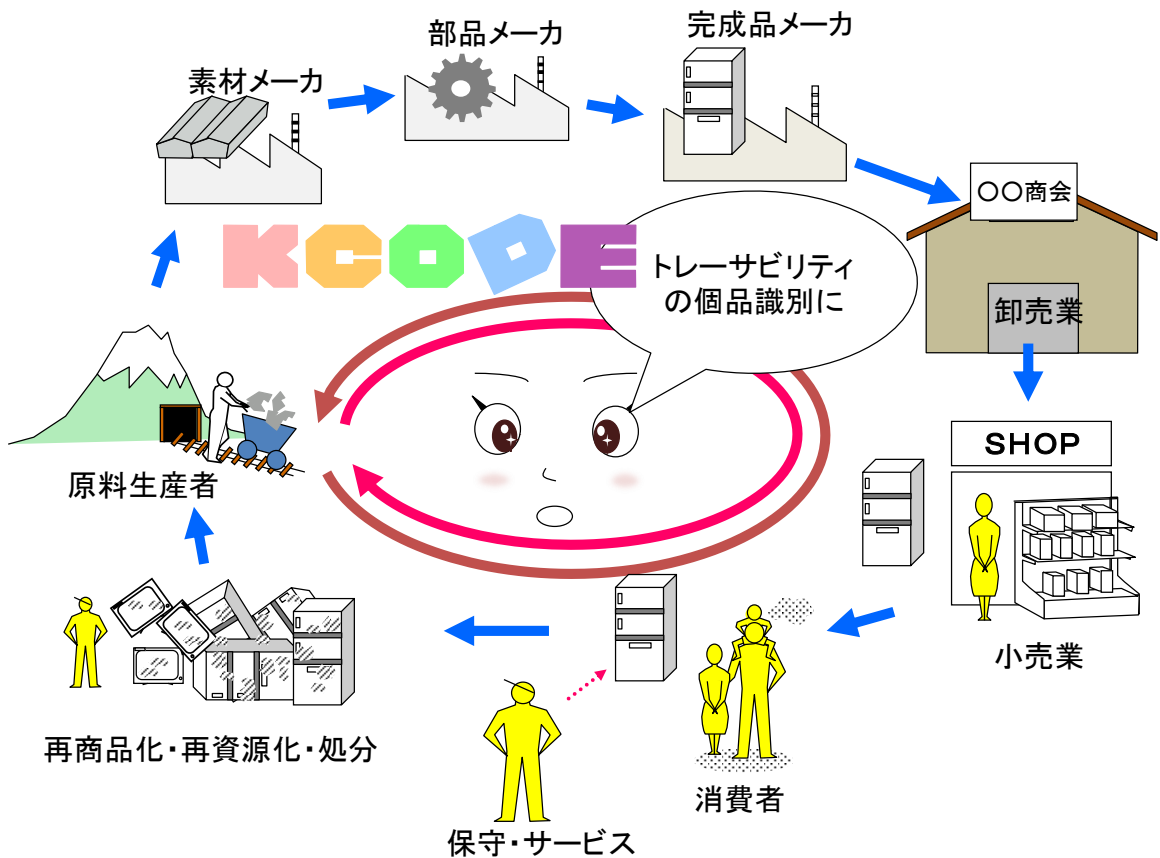 部品メーカ
完成品メーカ
素材メーカ
〇〇商会
KCODE
トレーサビリティ
の個品識別に
卸売業
SHOP
原料生産者
小売業
再商品化・再資源化・処分
消費者
保守・サービス